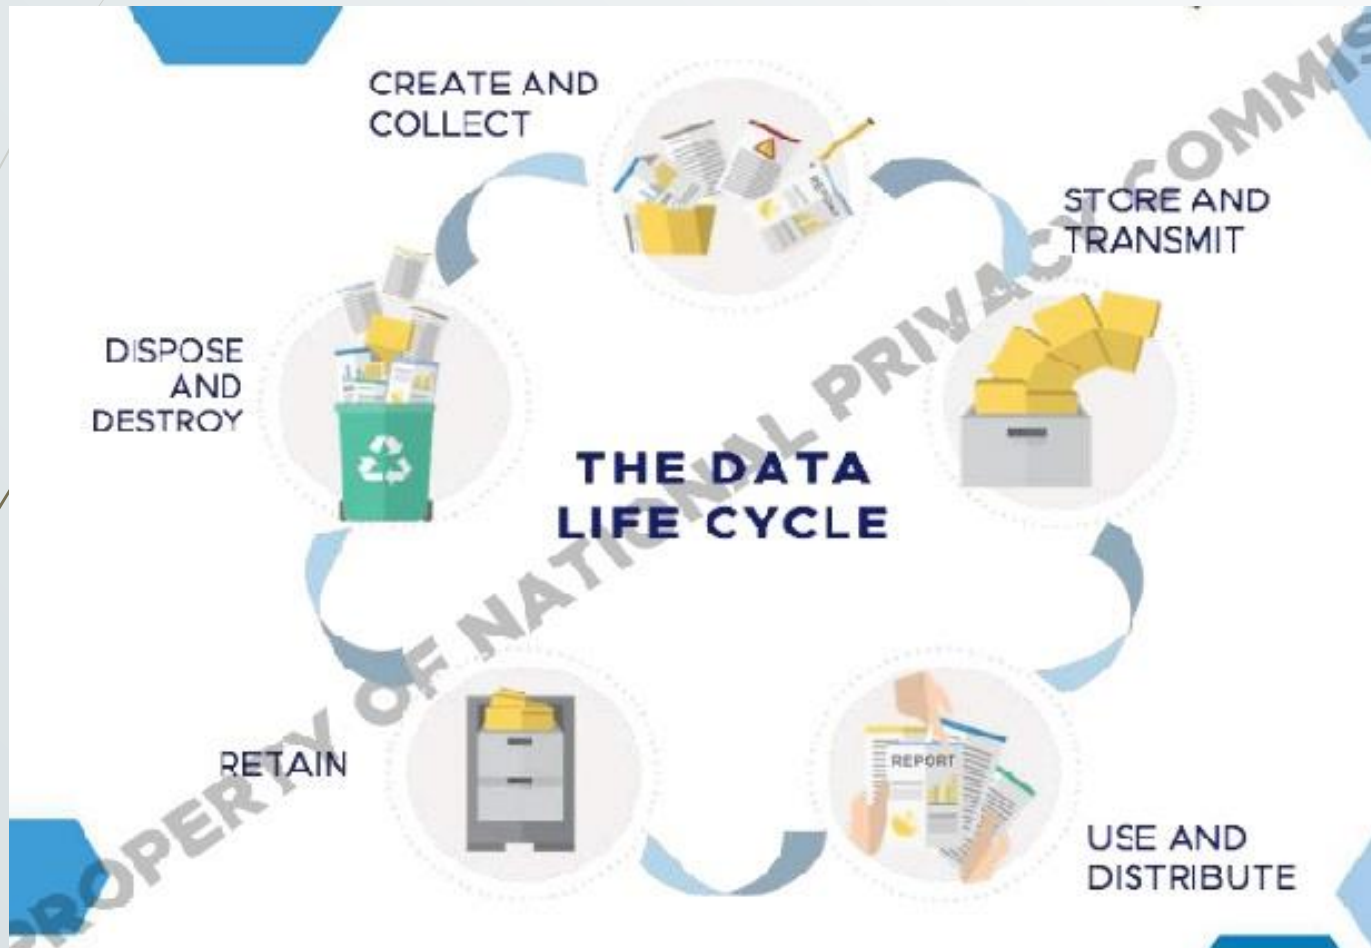 CREATE AND
COLLECT
STORE AND
TRANSMIT
DISPOSE
AND
DESTROY
THE DATA
LIFE CYCLE
RETAIN
REPORT
REPORT
USE AND
DISTRIBUTE
PROPERTY OF NATIONAL PRIVACY COMMIS